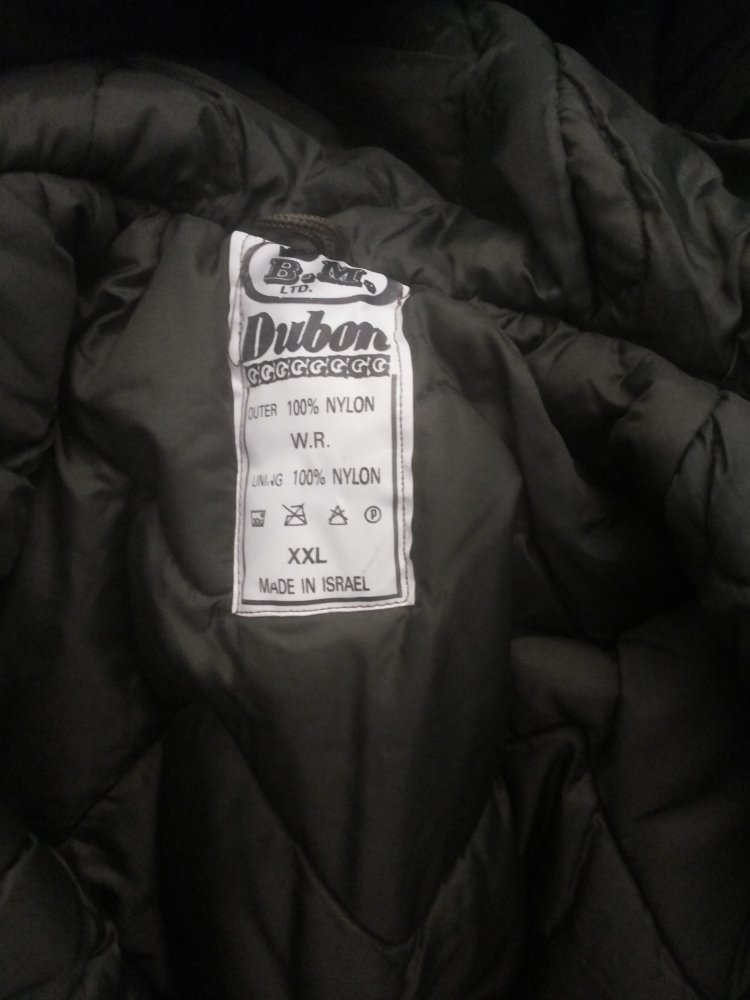 B.M.
LTD.
Dubon
OUTER 100% NYLON
W.R.
LINING 100% NYLON
P
XXL
MADE IN ISRAEL